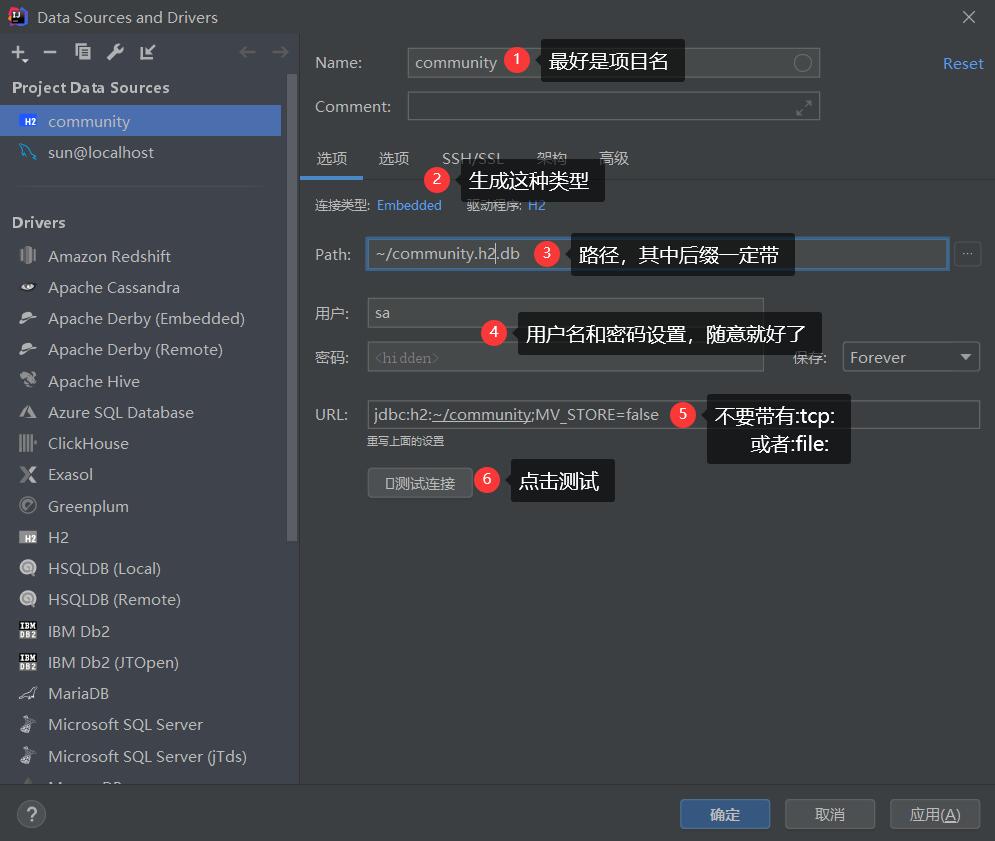 Data Sources and Drivers
Project Data Sources
H2 community
sun@localhost
Drivers
Amazon Redshift
Apache Cassandra
Apache Derby (Embedded)
Apache Derby (Remote)
Apache Hive
Azure SQL Database
ClickHouse
Exasol
Greenplum
H2 H2
HSQLDB (Local)
HSQLDB (Remote)
IBM DB2 IBM Db2
IBM DB2 IBM Db2 (JTOpen)
MariaDB
Microsoft SQL Server
Microsoft SQL Server (jTds)
Name: community 1 最好是项目名 Reset
Comment:
选项 选项 SSH/SSL 架构 高级
2 生成这种类型
连接类型: Embedded 驱动程序: H2
Path: ~/community.h2.db 3 路径，其中后缀一定带 ...
用户: sa
4 用户名和密码设置，随意就好了
密码: <hidden> 保存: Forever
URL: jdbc:h2:~/community;MV_STORE=false 5 不要带有:tcp:
或者:file:
重写上面的设置
测试连接 6 点击测试
? 确定 取消 应用(A)